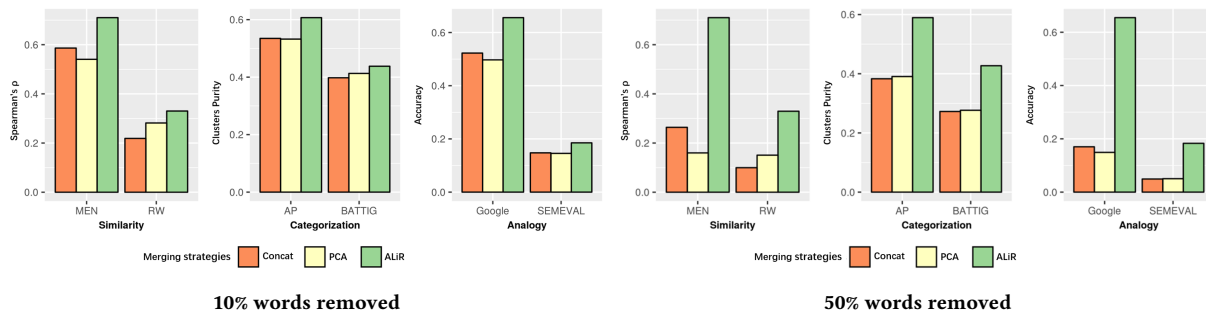 Spearman's ρ
0.6
0.4
0.2
0.0
MEN RW
Similarity
Clusters Purity
0.6
0.4
0.2
0.0
AP BATTIG
Categorization
Accuracy
0.6
0.4
0.2
0.0
Google SEMEVAL
Analogy
Merging strategies Concat PCA ALiR
10% words removed
Spearman's ρ
0.6
0.4
0.2
0.0
MEN RW
Similarity
Clusters Purity
0.6
0.4
0.2
0.0
AP BATTIG
Categorization
Accuracy
0.6
0.4
0.2
0.0
Google SEMEVAL
Analogy
Merging strategies Concat PCA ALiR
50% words removed